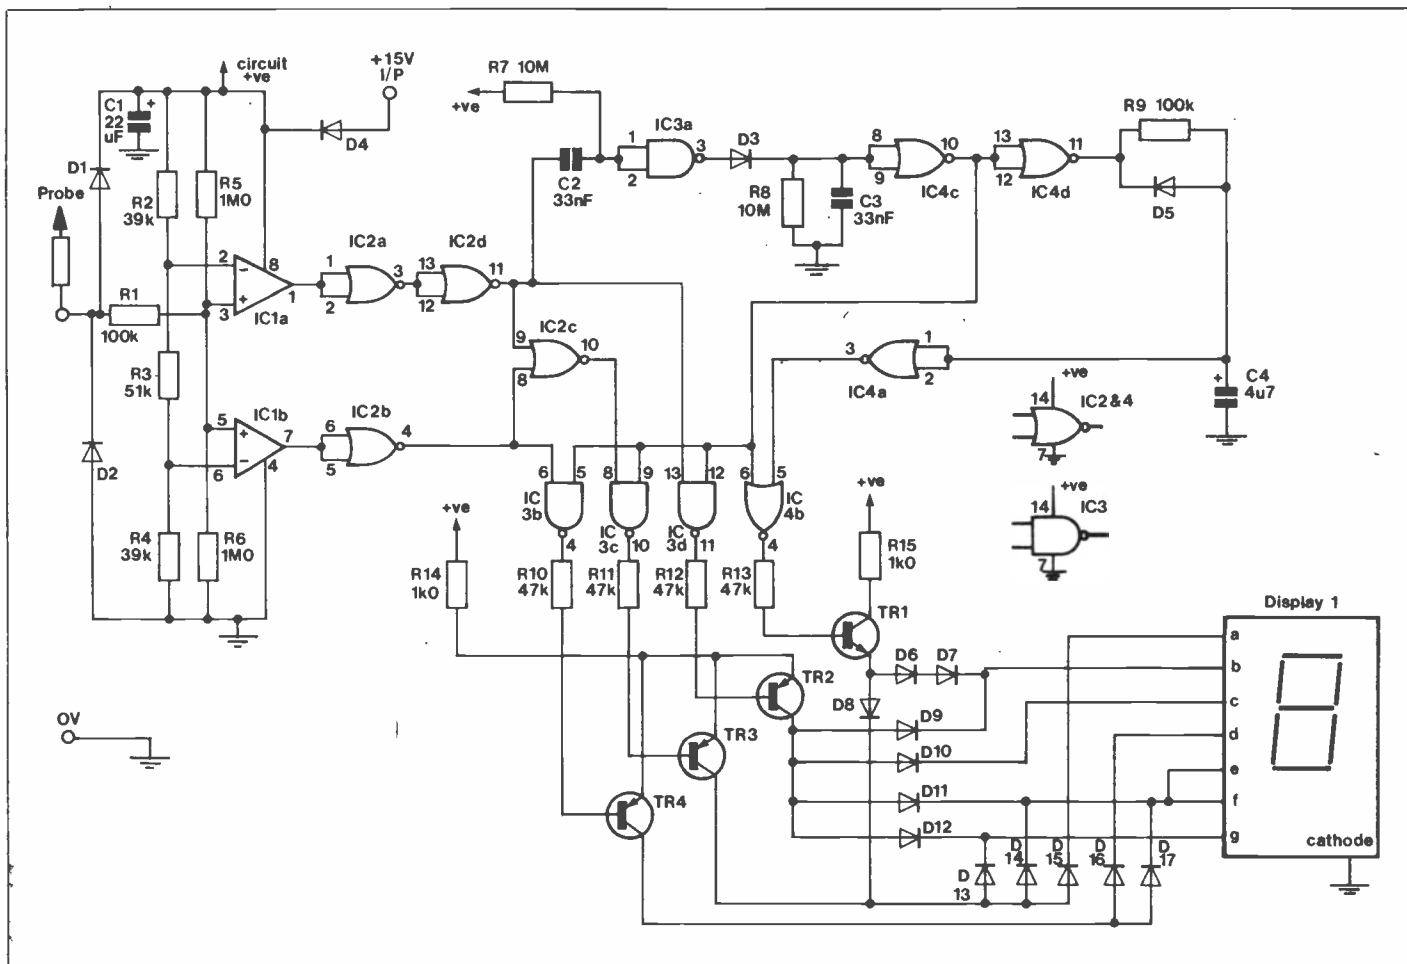 circuit
+ve
+15V
I/P
C1
22
uF
+
D4
D1
Probe
R2
39k
R5
1M0
R1
100k
2
8
3
1
IC1a
R3
51k
IC1b
5
6
7
4
D2
R4
39k
R6
1M0
0V
IC2a
1
2
3
IC2d
13
12
11
IC2c
9
8
10
IC2b
6
5
4
R7 10M
+ve
C2
33nF
IC3a
1
2
3
D3
R8
10M
C3
33nF
8
9
10
IC4c
13
12
11
IC4d
R9 100k
D5
3
1
2
IC4a
+
C4
4u7
+ve
14
IC2&4
7
+ve
14
IC3
7
6
5
IC
3b
4
8
9
IC
3c
10
13
12
IC
3d
11
6
5
IC
4b
4
+ve
R14
1k0
R10
47k
R11
47k
R12
47k
R13
47k
+ve
R15
1k0
TR1
TR2
TR3
TR4
D6
D7
D8
D9
D10
D11
D12
D
13
D
14
D
15
D
16
D
17
Display 1
a
b
c
d
e
f
g
cathode